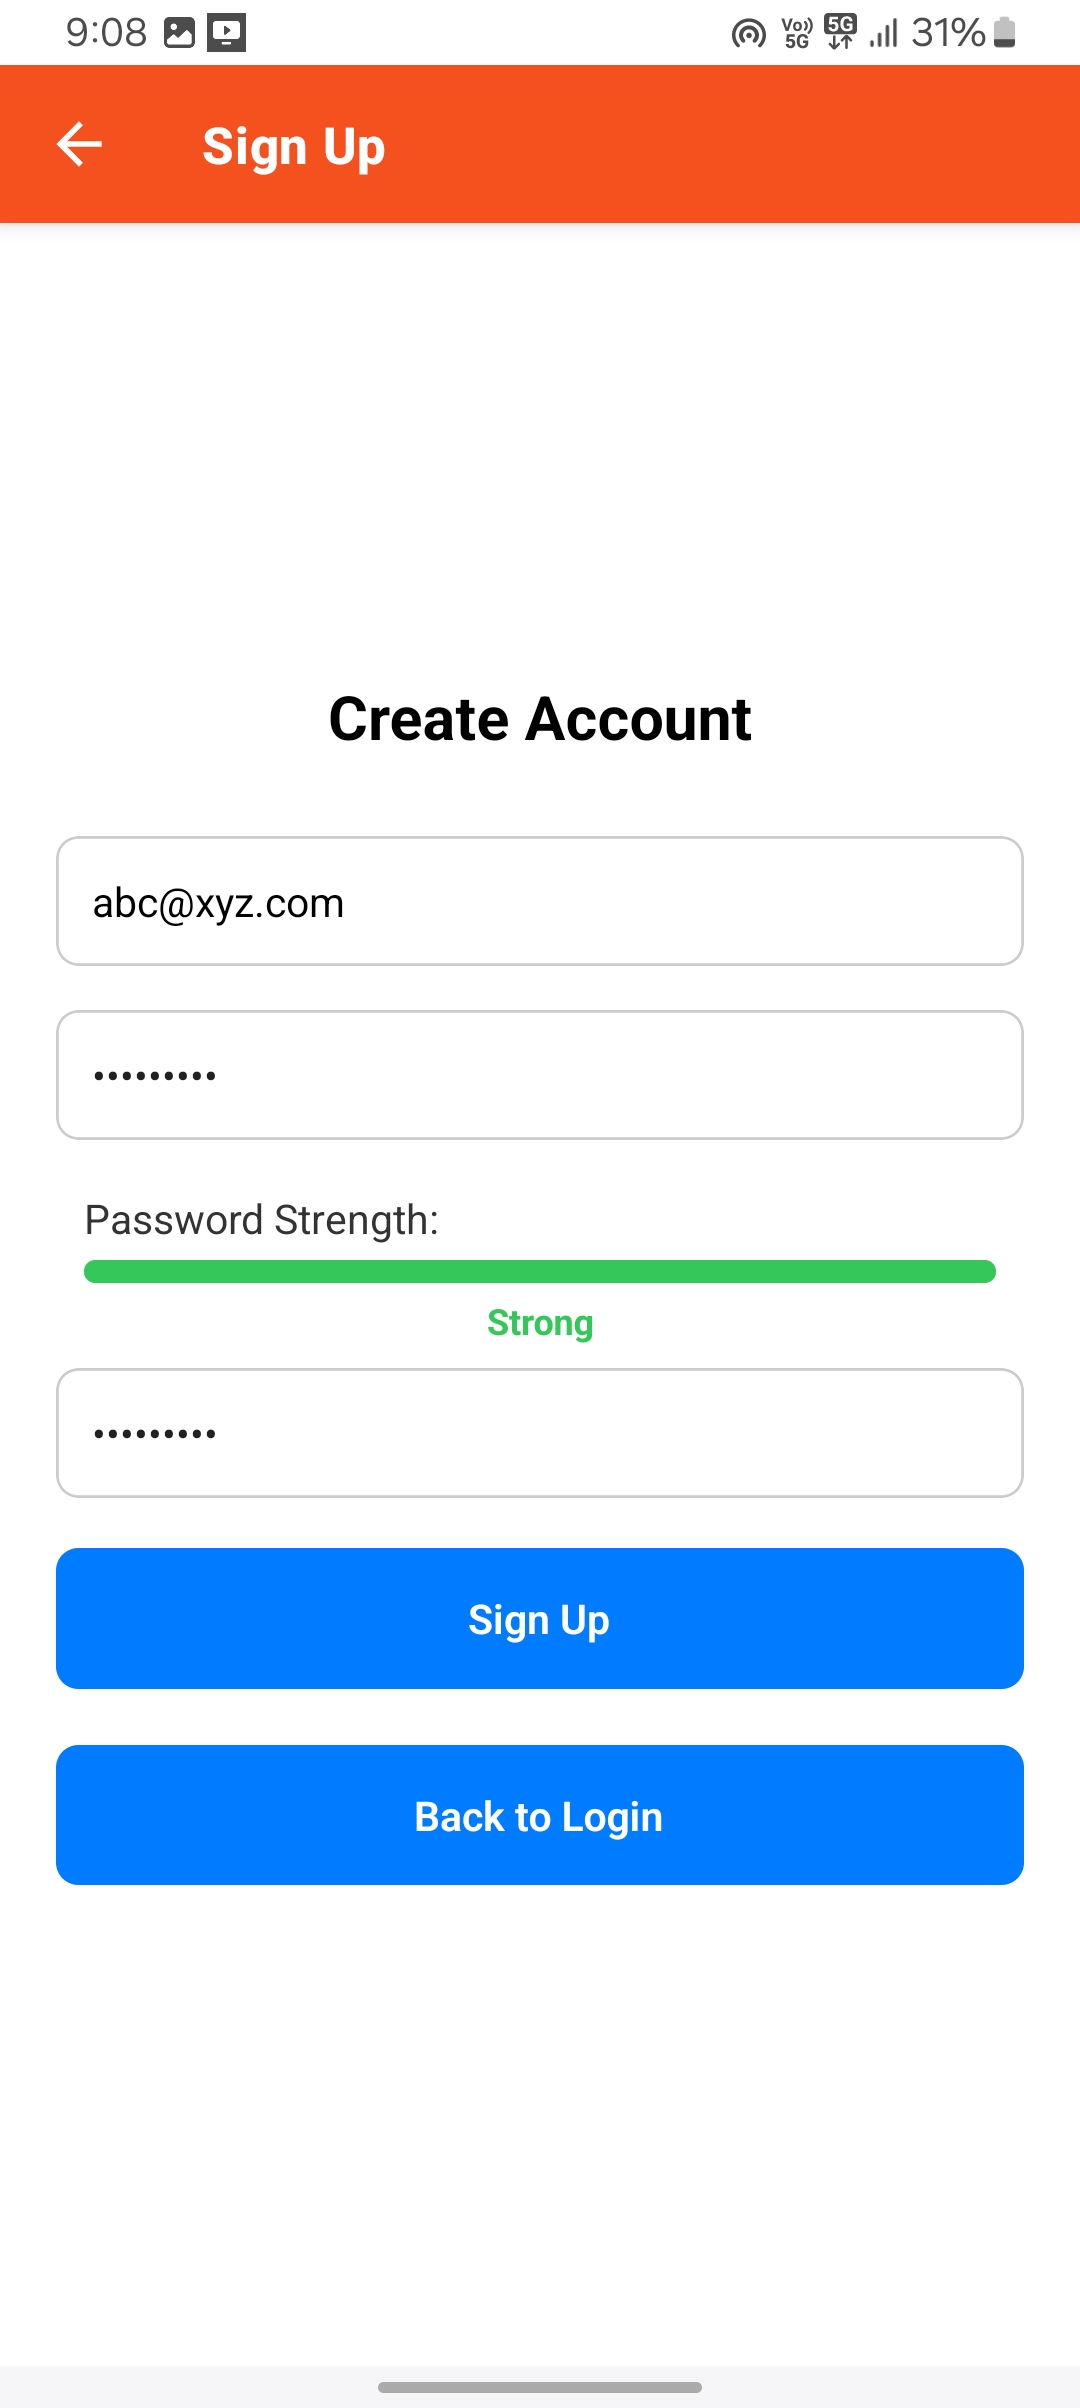 9:08 Vo)) 5G 5G 31%
Sign Up
Create Account
abc@xyz.com
•••••••••
Password Strength:
Strong
•••••••••
Sign Up
Back to Login